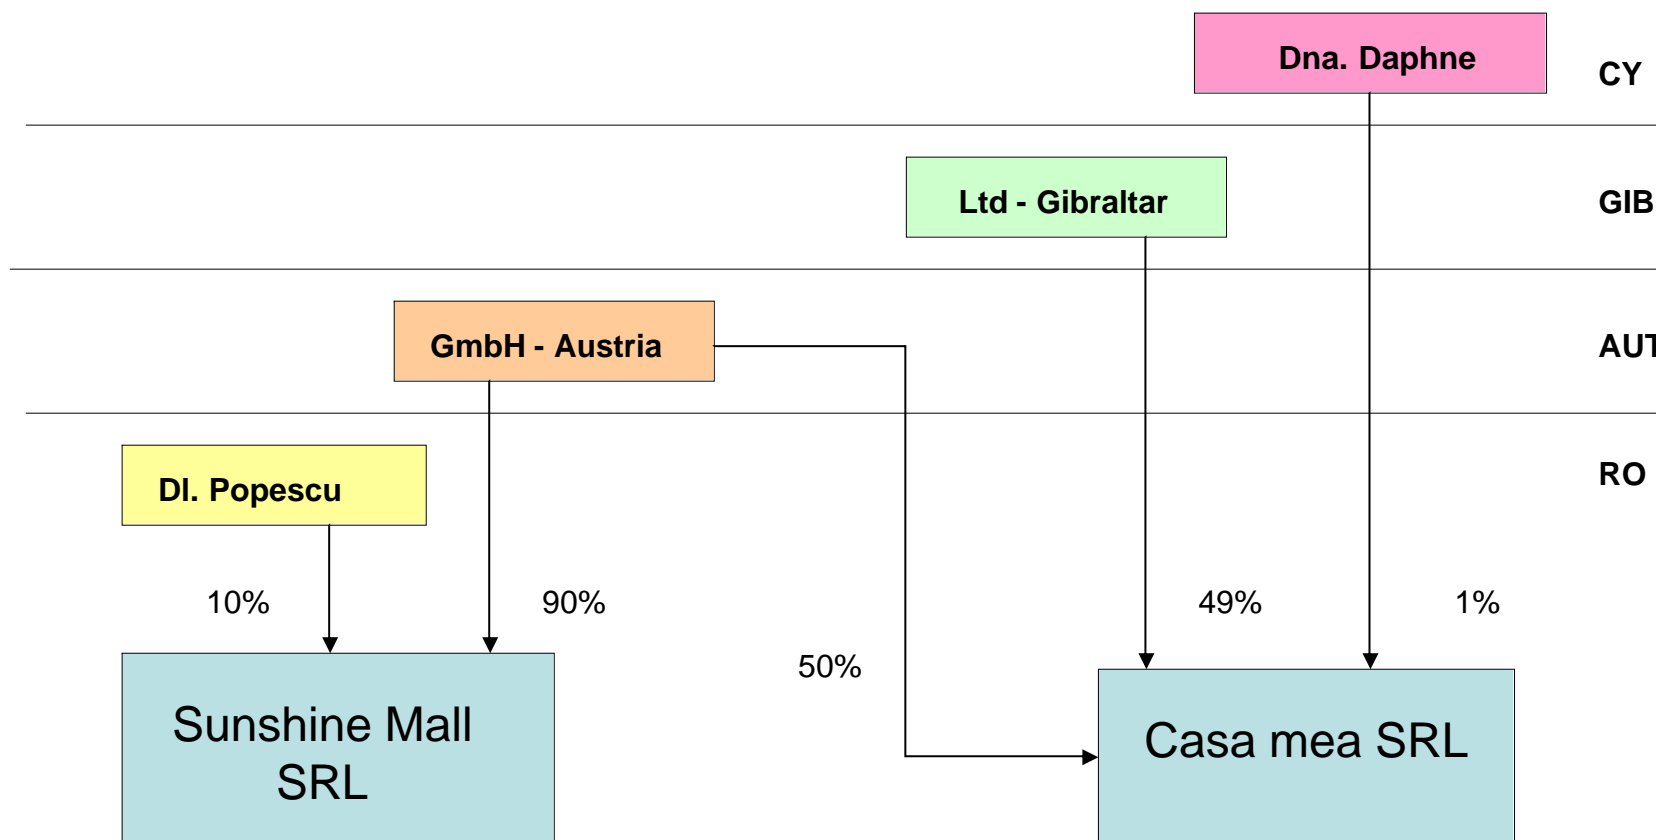 Dna. Daphne
CY
Ltd - Gibraltar
GIB
GmbH - Austria
AUT
Dl. Popescu
RO
10%
90%
49%
1%
50%
Sunshine Mall
SRL
Casa mea SRL